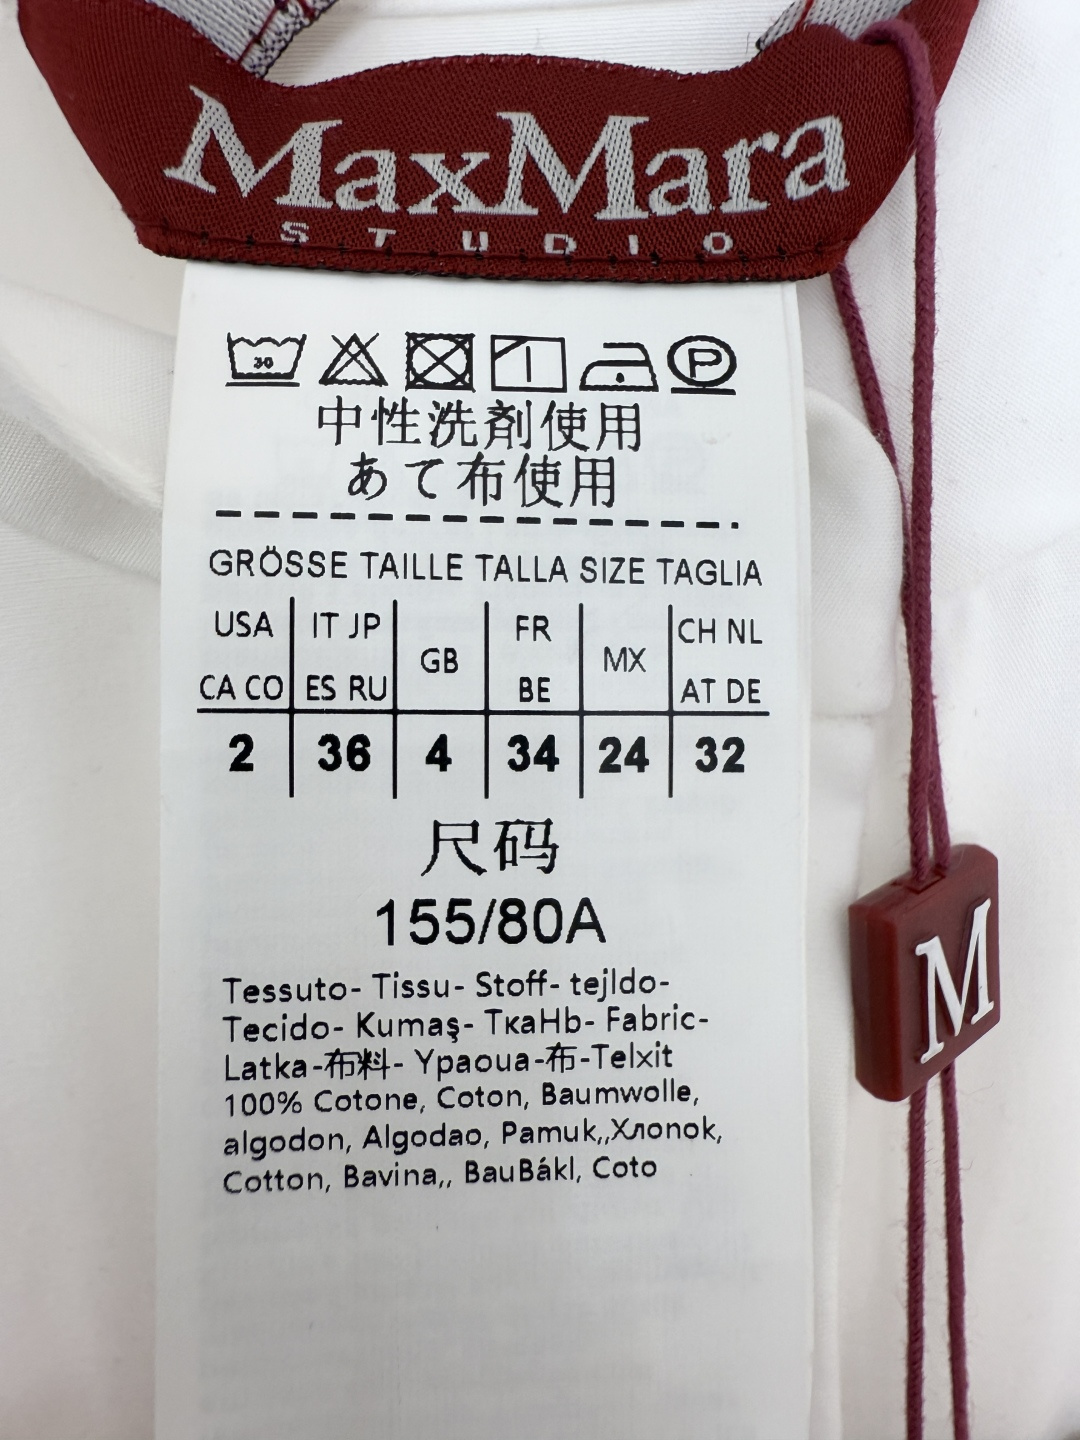 MaxMara
STUDIO
30
P
中性洗剤使用
あて布使用
GRÖSSE TAILLE TALLA SIZE TAGLIA
USA IT JP GB FR MX CH NL
CA CO ES RU BE AT DE
2 36 4 34 24 32
尺码
155/80A
Tessuto- Tissu- Stoff- tejldo-
Tecido- Kumaş- TкaHb- Fabric-
Latka-布料- Ypaoua-布-Telxit
100% Cotone, Coton, Baumwolle,
algodon, Algodao, Pamuk,,Хлопоk,
Cotton, Bavina,, BauBákl, Coto
M